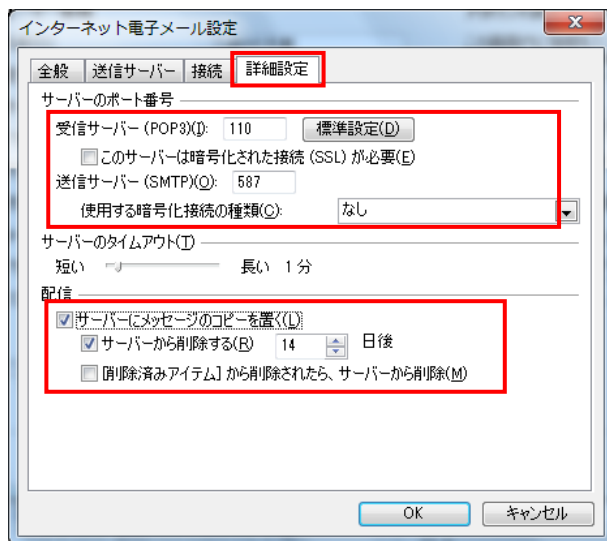 インターネット電子メール設定
全般 送信サーバー 接続 詳細設定
サーバーのポート番号
受信サーバー (POP3)(I): 110 標準設定(D)
このサーバーは暗号化された接続 (SSL) が必要(E)
送信サーバー (SMTP)(O): 587
使用する暗号化接続の種類(C): なし
サーバーのタイムアウト(T)
短い 長い 1 分
配信
サーバーにメッセージのコピーを置く(L)
サーバーから削除する(R) 14 日後
[削除済みアイテム] から削除されたら、サーバーから削除(M)
OK キャンセル